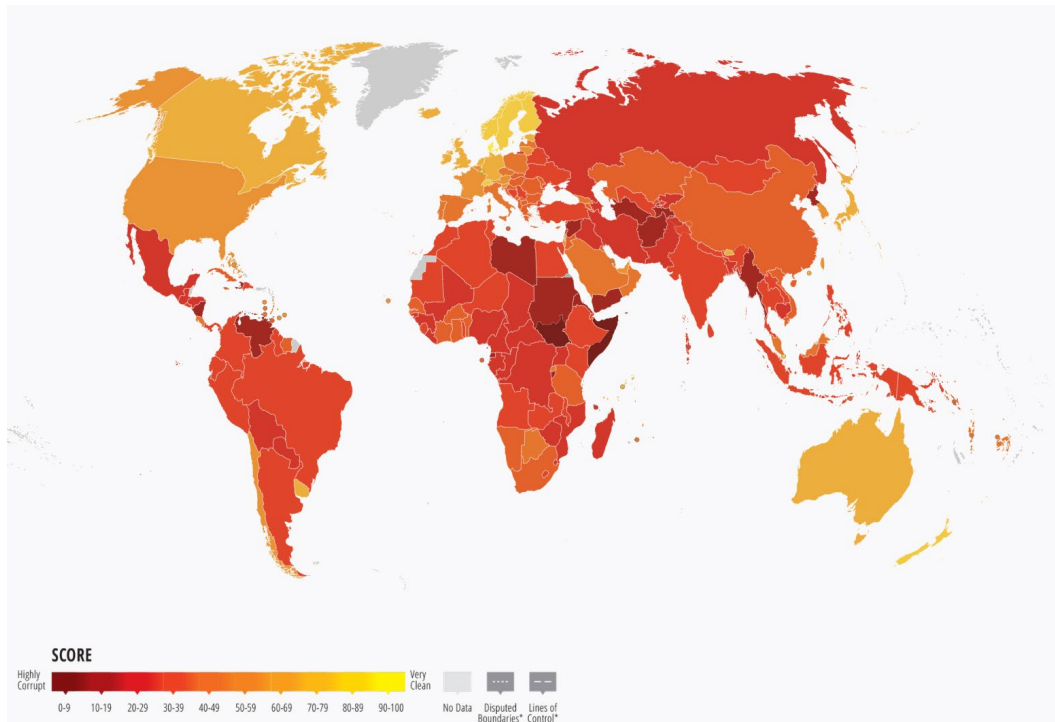 SCORE
Highly
Corrupt
Very
Clean
0-9
10-19
20-29
30-39
40-49
50-59
60-69
70-79
80-89
90-100
No Data
Disputed
Boundaries*
Lines of
Control*